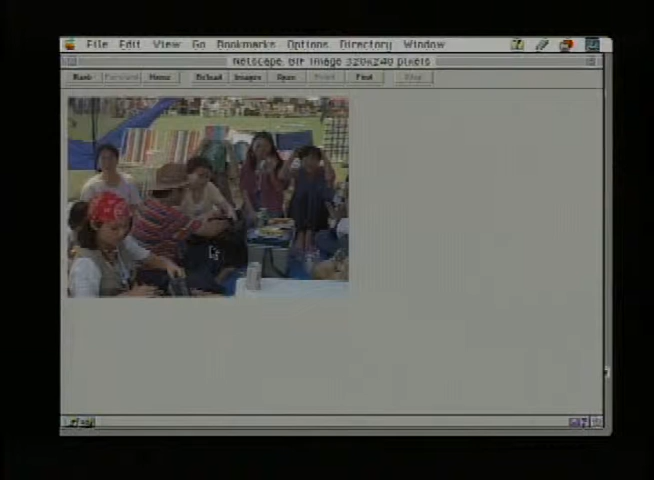 File Edit View Go Bookmarks Options Directory Window
Netscape: GIF image 320x240 pixels
Back Forward Home Reload Images Open Print Find Stop